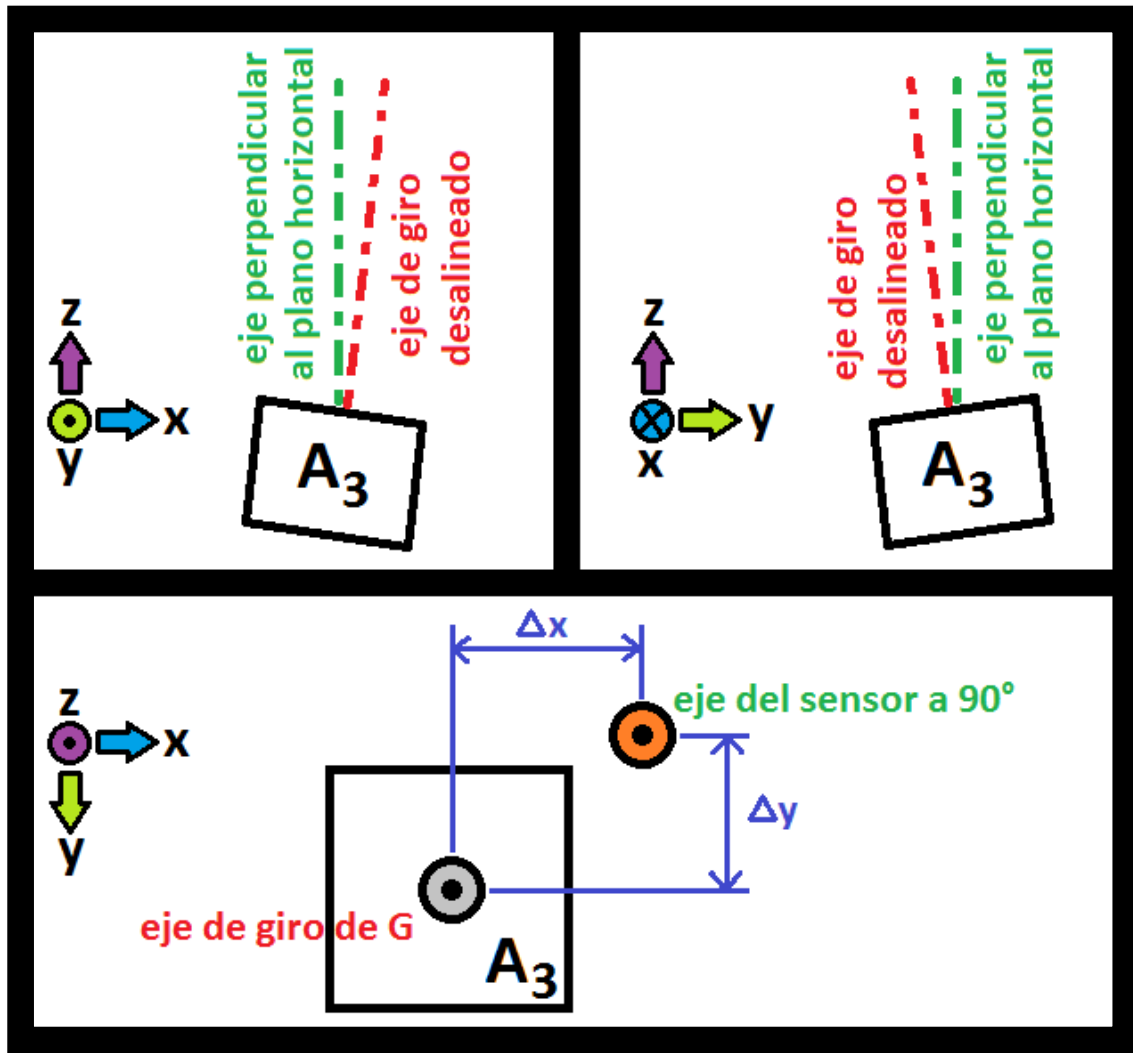 eje perpendicular
al plano horizontal
eje de giro
desalineado
z
x
y
A₃
eje de giro
desalineado
eje perpendicular
al plano horizontal
z
y
x
A₃
Δx
eje del sensor a 90°
z
x
y
Δy
eje de giro de G
A₃